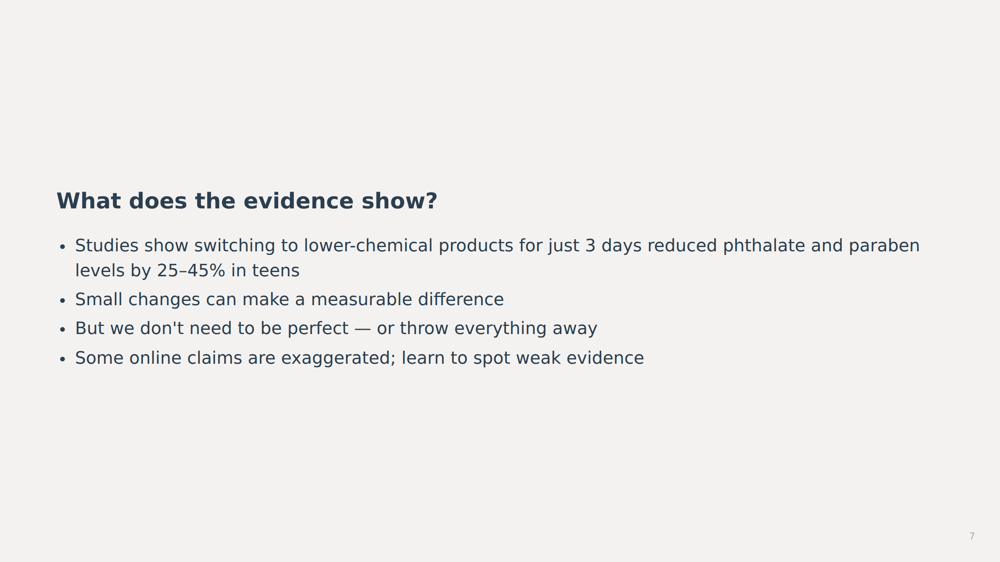 What does the evidence show?
• Studies show switching to lower-chemical products for just 3 days reduced phthalate and paraben
levels by 25–45% in teens
• Small changes can make a measurable difference
• But we don't need to be perfect — or throw everything away
• Some online claims are exaggerated; learn to spot weak evidence
7